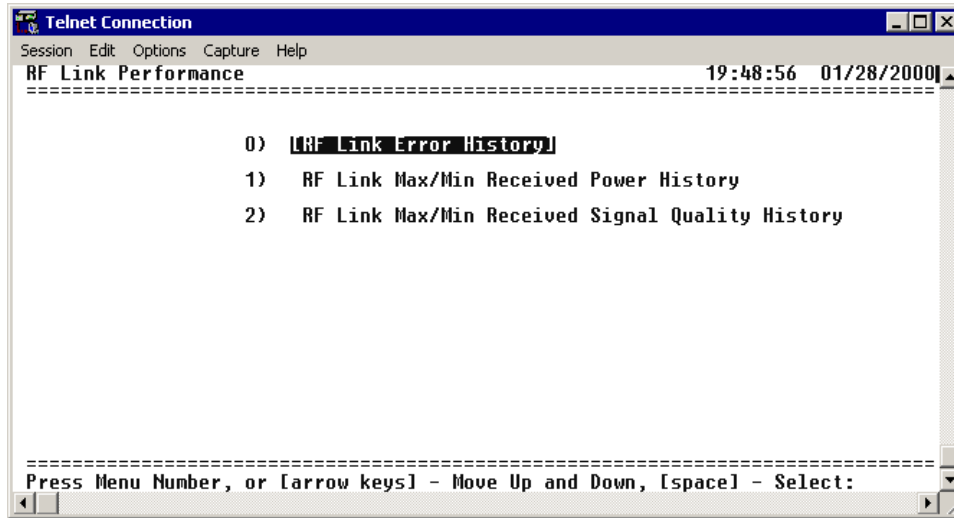 Telnet Connection
Session Edit Options Capture Help
RF Link Performance 19:48:56 01/28/2000
================================================================================
0) [RF Link Error History]
1) RF Link Max/Min Received Power History
2) RF Link Max/Min Received Signal Quality History
================================================================================
Press Menu Number, or [arrow keys] - Move Up and Down, [space] - Select: